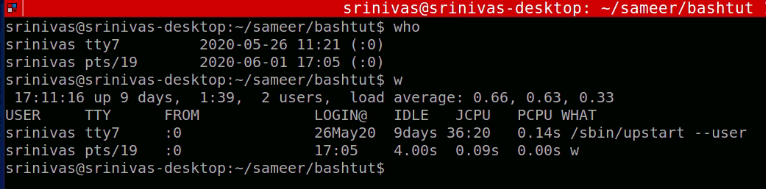 srinivas@srinivas-desktop: ~/sameer/bashtut
srinivas@srinivas-desktop:~/sameer/bashtut$ who
srinivas tty7         2020-05-26 11:21 (:0)
srinivas pts/19       2020-06-01 17:05 (:0)
srinivas@srinivas-desktop:~/sameer/bashtut$ w
 17:11:16 up 9 days,  1:39,  2 users,  load average: 0.66, 0.63, 0.33
USER     TTY      FROM             LOGIN@   IDLE   JCPU   PCPU WHAT
srinivas tty7     :0               26May20  9days 36:20   0.14s /sbin/upstart --user
srinivas pts/19   :0               17:05    4.00s  0.09s  0.00s w
srinivas@srinivas-desktop:~/sameer/bashtut$